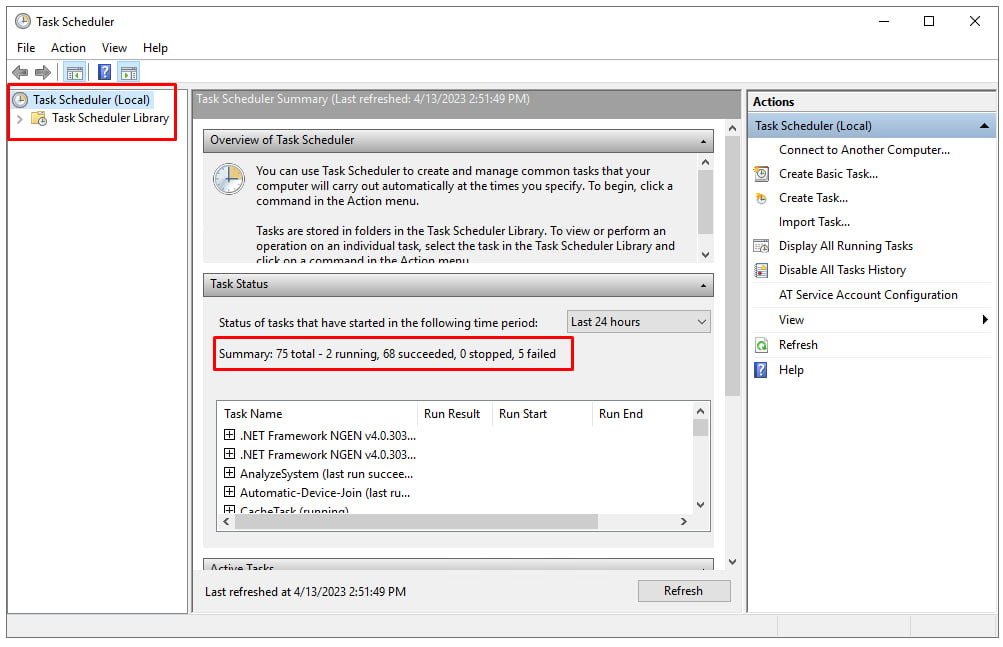 Task Scheduler
File Action View Help
Task Scheduler (Local)
Task Scheduler Library
Task Scheduler Summary (Last refreshed: 4/13/2023 2:51:49 PM)
Overview of Task Scheduler
You can use Task Scheduler to create and manage common tasks that your
computer will carry out automatically at the times you specify. To begin, click a
command in the Action menu.
Tasks are stored in folders in the Task Scheduler Library. To view or perform an
operation on an individual task, select the task in the Task Scheduler Library and
click on a command in the Action menu.
Task Status
Status of tasks that have started in the following time period:
Last 24 hours
Summary: 75 total - 2 running, 68 succeeded, 0 stopped, 5 failed
Task Name Run Result Run Start Run End
.NET Framework NGEN v4.0.303...
.NET Framework NGEN v4.0.303...
AnalyzeSystem (last run succee...
Automatic-Device-Join (last ru...
CacheTask (running)
Active Tasks
Last refreshed at 4/13/2023 2:51:49 PM
Refresh
Actions
Task Scheduler (Local)
Connect to Another Computer...
Create Basic Task...
Create Task...
Import Task...
Display All Running Tasks
Disable All Tasks History
AT Service Account Configuration
View
Refresh
Help